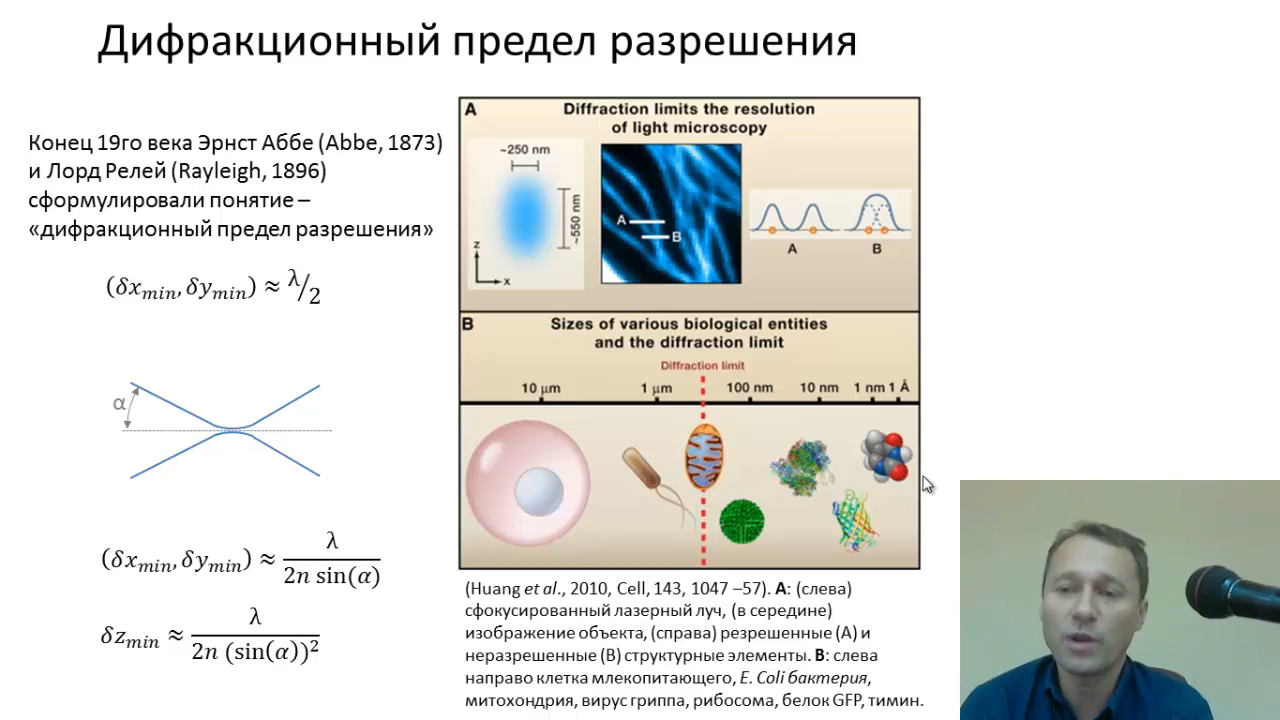 Дифракционный предел разрешения
Конец 19го века Эрнст Аббе (Abbe, 1873)
и Лорд Релей (Rayleigh, 1896)
сформулировали понятие –
«дифракционный предел разрешения»
(δx_min, δy_min) ≈ λ/2
α
(δx_min, δy_min) ≈ λ / 2n sin(α)
δz_min ≈ λ / 2n (sin(α))²
A
Diffraction limits the resolution
of light microscopy
~250 nm
~550 nm
z
x
A
B
A
B
B
Sizes of various biological entities
and the diffraction limit
Diffraction limit
10 μm 1 μm 100 nm 10 nm 1 nm 1 Å
(Huang et al., 2010, Cell, 143, 1047 –57). A: (слева)
сфокусированный лазерный луч, (в середине)
изображение объекта, (справа) резрешенные (A) и
неразрешенные (B) структурные элементы. B: слева
направо клетка млекопитающего, E. Coli бактерия,
митохондрия, вирус гриппа, рибосома, белок GFP, тимин.